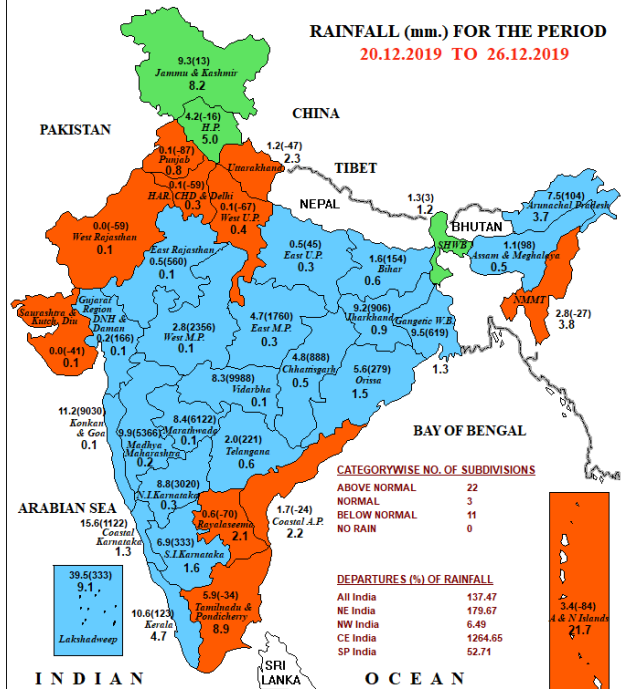 RAINFALL (mm.) FOR THE PERIOD
20.12.2019 TO 26.12.2019
9.3(13)
Jammu & Kashmir
8.2
4.2(-16)
H.P.
5.0
CHINA
PAKISTAN
0.1(-87)
Punjab
0.8
Uttarakhand
1.2(-47)
2.3
TIBET
0.1(-59)
HAR. CHD & Delhi
0.3
0.1(-67)
West U.P.
0.4
NEPAL
1.3(3)
1.2
SHWB
BHUTAN
7.5(104)
Arunachal Pradesh
3.7
0.0(-59)
West Rajasthan
0.1
East Rajasthan
0.5(560)
0.1
0.5(45)
East U.P.
0.3
1.6(154)
Bihar
0.6
1.1(98)
Assam & Meghalaya
0.5
NMMT
2.8(-27)
3.8
Saurashtra &
Kutch, Diu
0.0(-41)
0.1
Gujarat
Region
DNH &
Daman
0.2(166)
0.1
2.8(2356)
West M.P.
0.1
4.7(1760)
East M.P.
0.3
9.2(906)
Jharkhand
0.9
Gangetic W.B.
9.5(619)
1.3
4.8(888)
Chhattisgarh
0.5
5.6(279)
Orissa
1.5
8.3(9988)
Vidarbha
0.1
11.2(9030)
Konkan
& Goa
0.1
9.9(5366)
Madhya
Maharashtra
0.2
8.4(6122)
Marathwada
0.1
2.0(221)
Telangana
0.6
BAY OF BENGAL
ARABIAN SEA
8.8(3020)
N.I.Karnataka
0.3
15.6(1122)
Coastal
Karnataka
1.3
0.6(-70)
Rayalaseema
2.1
1.7(-24)
Coastal A.P.
2.2
6.9(333)
S.I.Karnataka
1.6
39.5(333)
9.1
Lakshadweep
10.6(123)
Kerala
4.7
5.9(-34)
Tamilnadu &
Pondicherry
8.9
CATEGORYWISE NO. OF SUBDIVISIONS
ABOVE NORMAL 22
NORMAL 3
BELOW NORMAL 11
NO RAIN 0
DEPARTURES (%) OF RAINFALL
All India 137.47
NE India 179.67
NW India 6.49
CE India 1264.65
SP India 52.71
3.4(-84)
A & N Islands
21.7
SRI
LANKA
INDIAN OCEAN